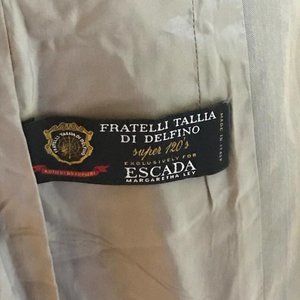 FRATELLI TALLIA
DI DELFINO
super 120's
EXCLUSIVELY FOR
ESCADA
MARGARETHA LEY
MADE IN ITALY